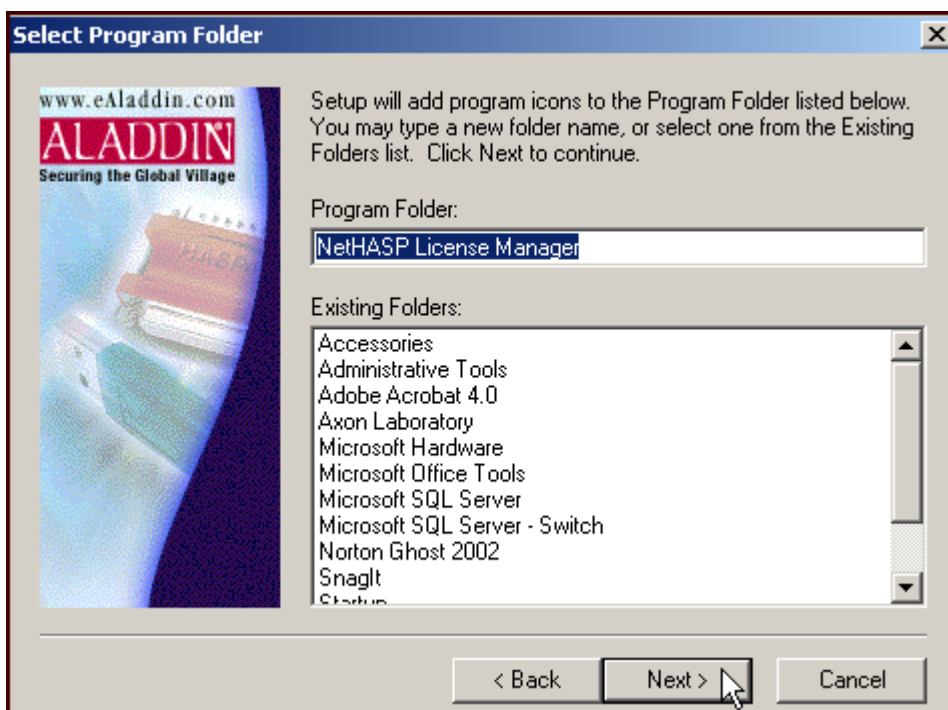 Select Program Folder
www.eAladdin.com
ALADDIN
Securing the Global Village
HASP
Setup will add program icons to the Program Folder listed below.
You may type a new folder name, or select one from the Existing
Folders list.  Click Next to continue.
Program Folder:
NetHASP License Manager
Existing Folders:
Accessories
Administrative Tools
Adobe Acrobat 4.0
Axon Laboratory
Microsoft Hardware
Microsoft Office Tools
Microsoft SQL Server
Microsoft SQL Server - Switch
Norton Ghost 2002
SnagIt
Startup
< Back
Next >
Cancel